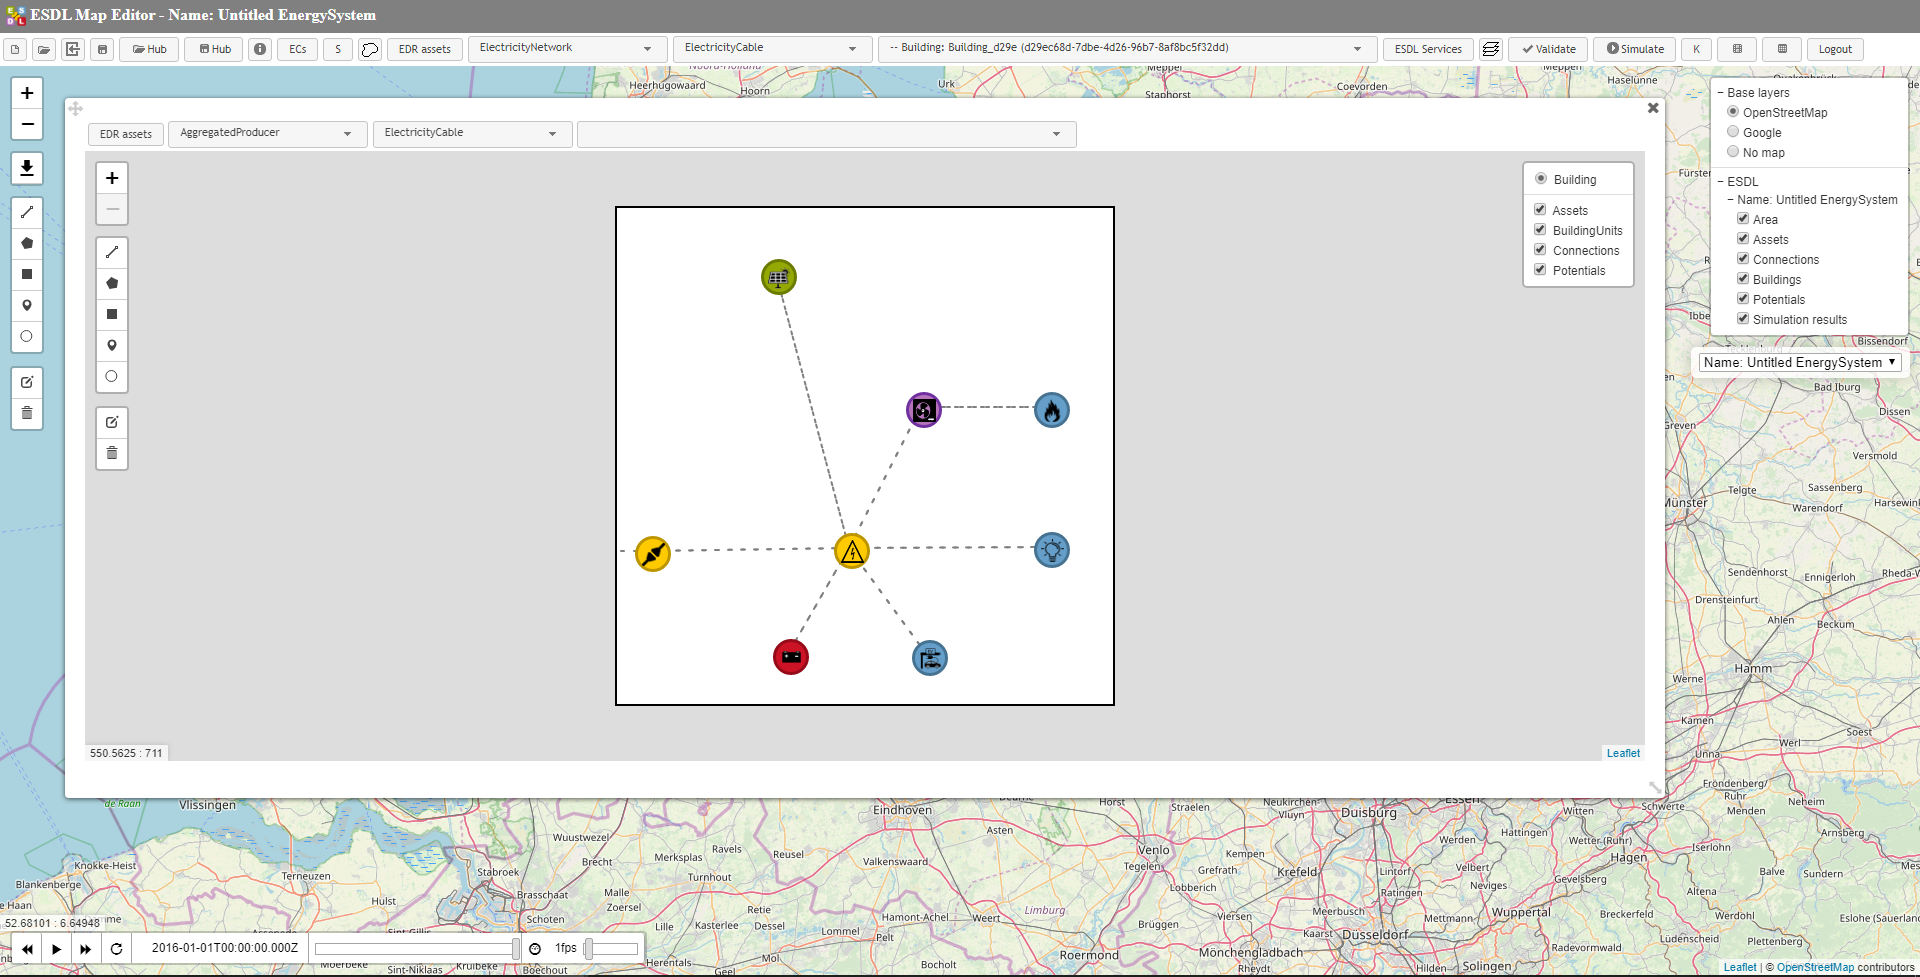 ESDL Map Editor - Name: Untitled EnergySystem
Hub Hub ECs S EDR assets ElectricityNetwork ElectricityCable -- Building: Building_d29e (d29ec68d-7dbe-4d26-96b7-8af8bc5f32dd) ESDL Services Validate Simulate K Logout
Noord-Holland
Heerhugowaard
Hoorn
Urk
Meppel
Staphorst
Coevorden
Meppen
Haselünne
+
−
EDR assets AggregatedProducer ElectricityCable
+
−
Building
Assets
BuildingUnits
Connections
Potentials
− Base layers
OpenStreetMap
Google
No map
− ESDL
− Name: Untitled EnergySystem
Area
Assets
Connections
Buildings
Potentials
Simulation results
Bissendorf
Name: Untitled EnergySystem
Bad Iburg
Dissen
Greven
Versmold
Telgte
Sassenberg
Warendorf
Harsewinkel
Münster
Sendenhorst
Ennigerloh
Rheda-W
Drensteinfurt
Ahlen
Beckum
Hamm
Werne
Kamen
Soest
Werl
Unna
550.5625 : 711
Leaflet
de Raan
Vlissingen
Eindhoven
Horst
Straelen
Neukirchen-Vluyn
Duisburg
Essen
Schwerte
Witten
Fröndenberg/Ruhr
Neheim
Menden
Wuustwezel
Asten
Hattingen
Arnsberg
Knokke-Heist
Brecht
Merksplas
Ravels
Reusel
Venlo
Kempen
Werden
Wetter (Ruhr)
Iserlohn
Blankenberge
Terneuzen
Stabroek
Turnhout
Valkenswaard
Tegelen
Grefrath
Krefeld
Lintorf
Velbert
Hagen
Gevelsberg
Balve
Sundern
Brasschaat
Malle
Zoersel
Lobberich
Ratingen
Neviges
Altena
Hulst
Schoten
Retie
Dessel
Hamont-Achel
Weert
Limburg
Viersen
Brüggen
Mettmann
Wuppertal
Breckerfeld
Werdohl
Eslohe (Sauerland)
52.68101 : 6.64948
Lille
Kasterlee
Lommel
Pelt
Roermond
Kaarst
Düsseldorf
Haan
Radevormwald
Lüdenscheid
Plettenberg
2016-01-01T00:00:00.000Z 1fps
Moerbeke
Sint-Niklaas
Kruibeke
Boechout
Herentals
Geel
Mol
Bocholt
Mönchengladbach
Rheydt
Hilden
Solingen
Leaflet | © OpenStreetMap contributors